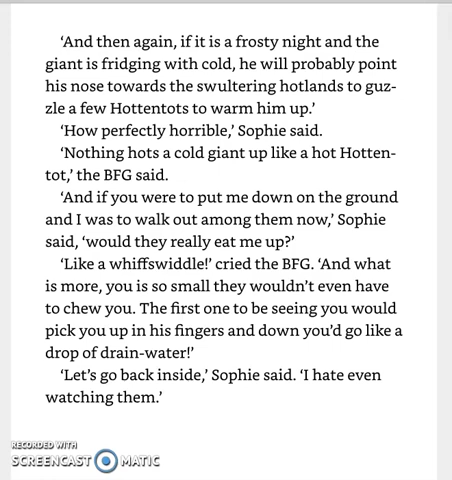 ‘And then again, if it is a frosty night and the
giant is fridging with cold, he will probably point
his nose towards the swultering hotlands to guz-
zle a few Hottentots to warm him up.’
‘How perfectly horrible,’ Sophie said.
‘Nothing hots a cold giant up like a hot Hotten-
tot,’ the BFG said.
‘And if you were to put me down on the ground
and I was to walk out among them now,’ Sophie
said, ‘would they really eat me up?’
‘Like a whiffswiddle!’ cried the BFG. ‘And what
is more, you is so small they wouldn’t even have
to chew you. The first one to be seeing you would
pick you up in his fingers and down you’d go like a
drop of drain-water!’
‘Let’s go back inside,’ Sophie said. ‘I hate even
watching them.’
RECORDED WITH
SCREENCAST MATIC